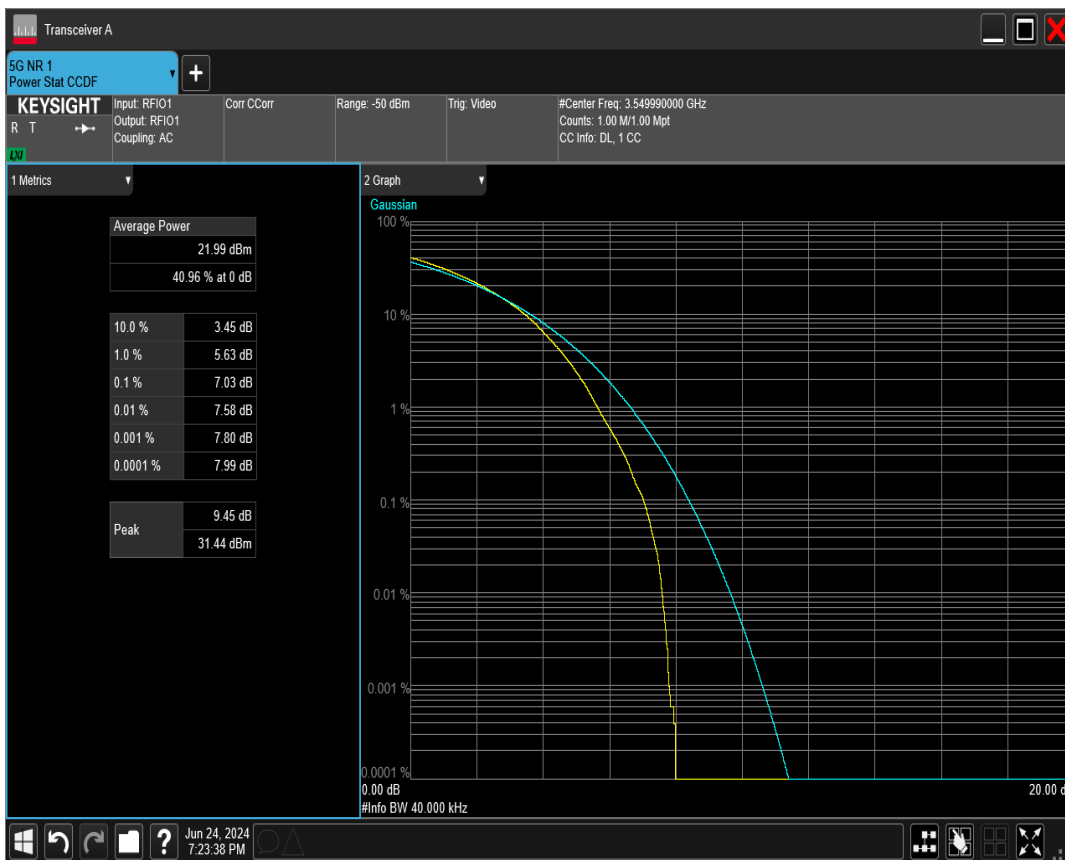 Transceiver A
5G NR 1
Power Stat CCDF
KEYSIGHT
R T
LXI
Input: RFIO1
Output: RFIO1
Coupling: AC
Corr CCorr
Range: -50 dBm
Trig: Video
#Center Freq: 3.549990000 GHz
Counts: 1.00 M/1.00 Mpt
CC Info: DL, 1 CC
1 Metrics
Average Power
21.99 dBm
40.96 % at 0 dB
10.0 % 3.45 dB
1.0 % 5.63 dB
0.1 % 7.03 dB
0.01 % 7.58 dB
0.001 % 7.80 dB
0.0001 % 7.99 dB
Peak
9.45 dB
31.44 dBm
2 Graph
Gaussian
100 %
10 %
1 %
0.1 %
0.01 %
0.001 %
0.0001 %
0.00 dB
20.00 d
#Info BW 40.000 kHz
?
Jun 24, 2024
7:23:38 PM